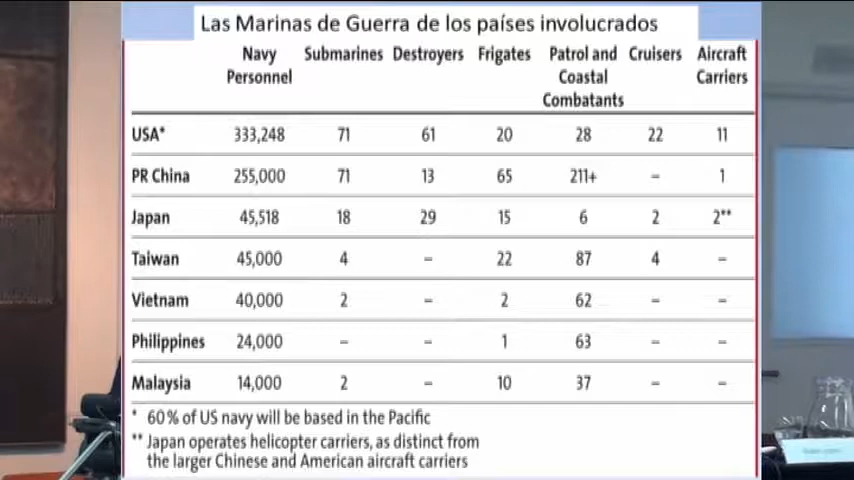 Las Marinas de Guerra de los países involucrados
Navy Personnel Submarines Destroyers Frigates Patrol and Coastal Combatants Cruisers Aircraft Carriers
USA* 333,248 71 61 20 28 22 11
PR China 255,000 71 13 65 211+ – 1
Japan 45,518 18 29 15 6 2 2**
Taiwan 45,000 4 – 22 87 4 –
Vietnam 40,000 2 – 2 62 – –
Philippines 24,000 – – 1 63 – –
Malaysia 14,000 2 – 10 37 – –
* 60% of US navy will be based in the Pacific
** Japan operates helicopter carriers, as distinct from
the larger Chinese and American aircraft carriers